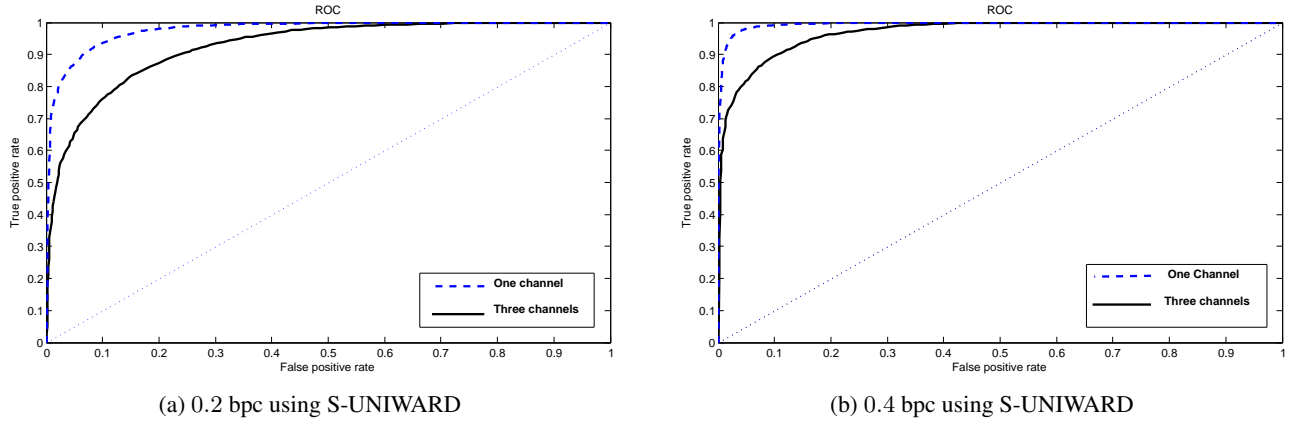 ROC
True positive rate
1
0.9
0.8
0.7
0.6
0.5
0.4
0.3
0.2
0.1
0
0 0.1 0.2 0.3 0.4 0.5 0.6 0.7 0.8 0.9 1
False positive rate
One channel
Three channels
(a) 0.2 bpc using S-UNIWARD
ROC
True positive rate
1
0.9
0.8
0.7
0.6
0.5
0.4
0.3
0.2
0.1
0
0 0.1 0.2 0.3 0.4 0.5 0.6 0.7 0.8 0.9 1
False positive rate
One Channel
Three channels
(b) 0.4 bpc using S-UNIWARD